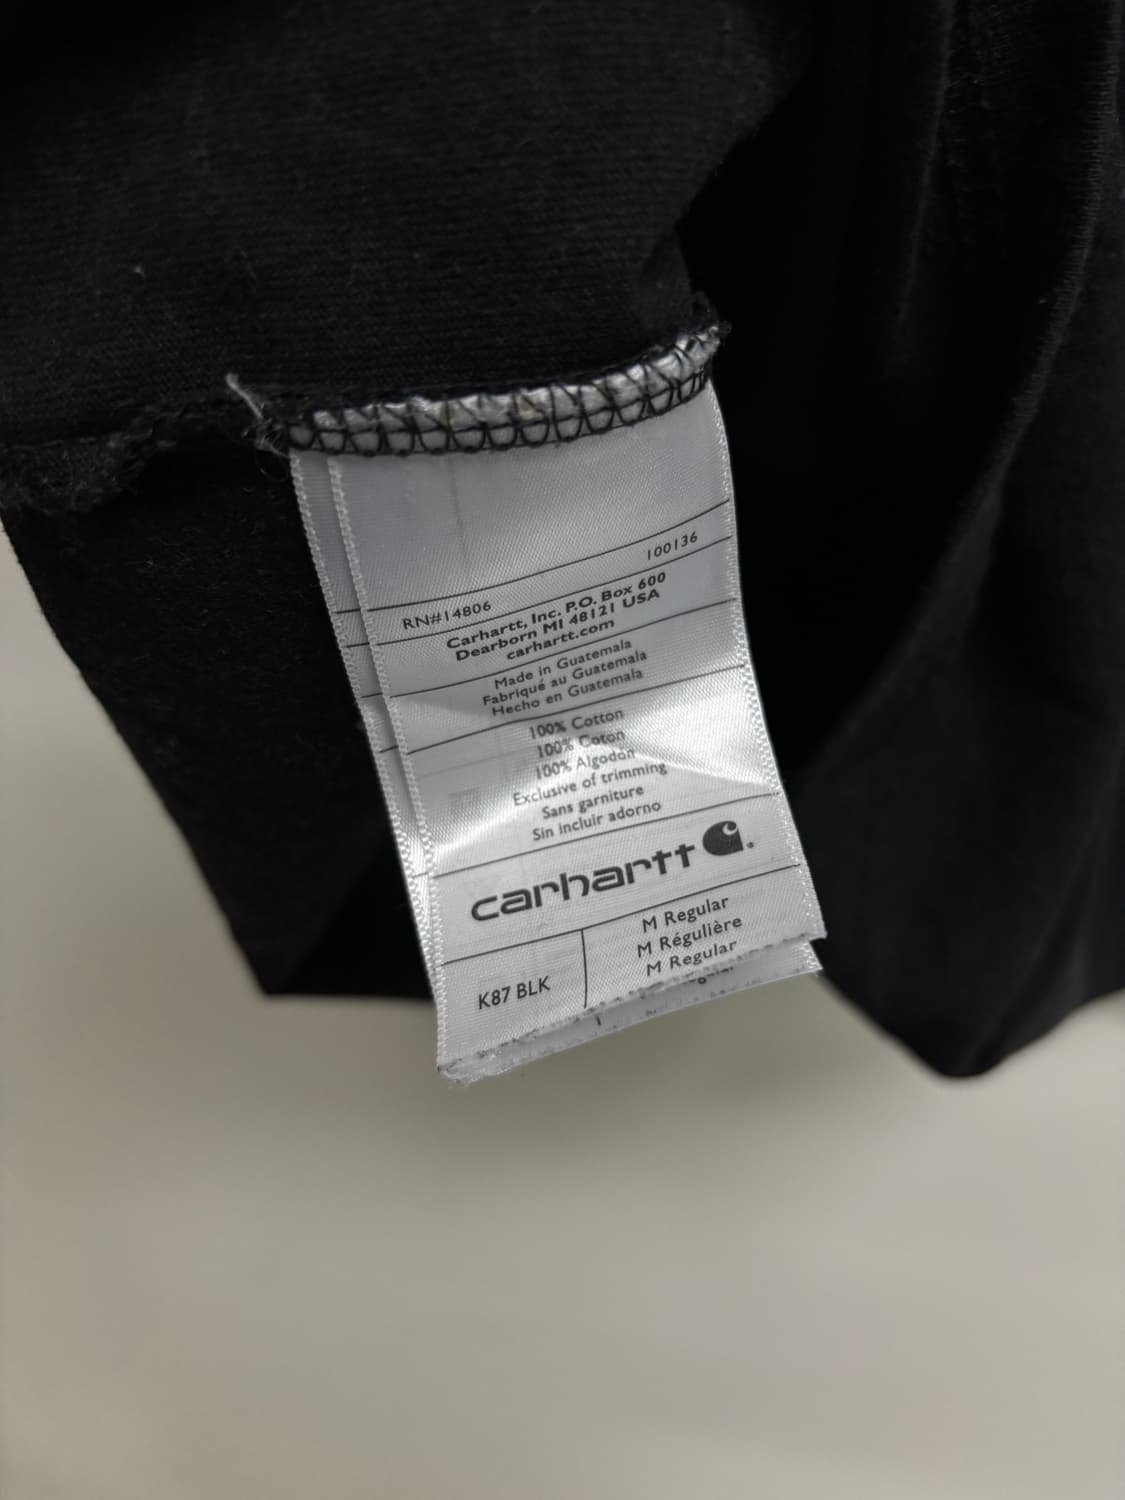 100136
RN#14806
Carhartt, Inc. P.O. Box 600
Dearborn MI 48121 USA
carhartt.com
Made in Guatemala
Fabriqué au Guatemala
Hecho en Guatemala
100% Cotton
100% Coton
100% Algodón
Exclusive of trimming
Sans garniture
Sin incluir adorno
carhartt
K87 BLK
M Regular
M Régulière
M Regular